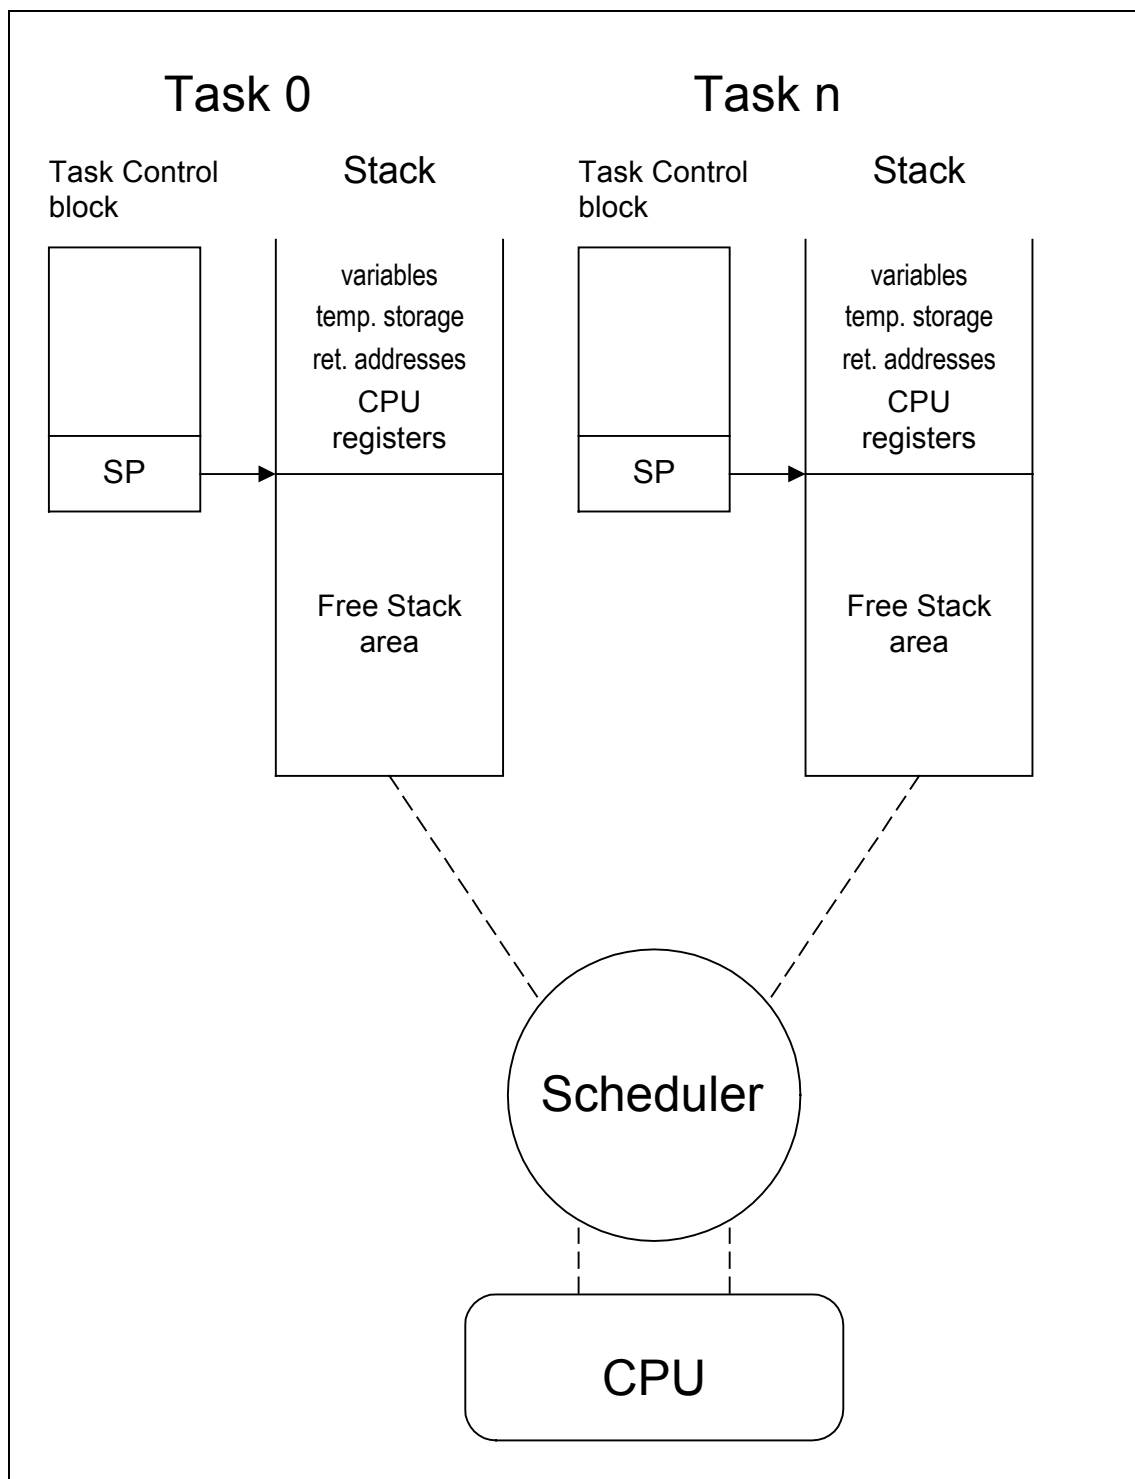 Task 0
Task n
Task Control
block
Stack
Task Control
block
Stack
variables
temp. storage
ret. addresses
CPU
registers
SP
variables
temp. storage
ret. addresses
CPU
registers
SP
Free Stack
area
Free Stack
area
Scheduler
CPU